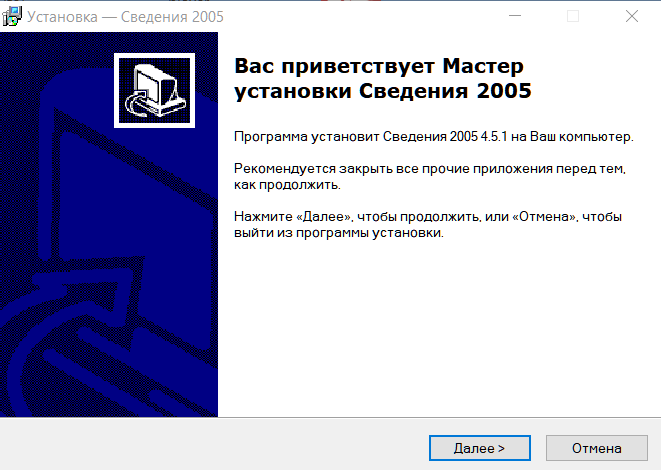 Установка — Сведения 2005
Вас приветствует Мастер
установки Сведения 2005
Программа установит Сведения 2005 4.5.1 на Ваш компьютер.
Рекомендуется закрыть все прочие приложения перед тем,
как продолжить.
Нажмите «Далее», чтобы продолжить, или «Отмена», чтобы
выйти из программы установки.
Далее >
Отмена